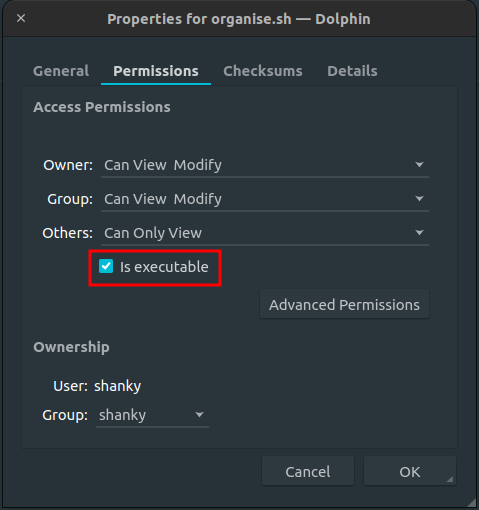 Properties for organise.sh — Dolphin
General Permissions Checksums Details
Access Permissions
Owner: Can View Modify
Group: Can View Modify
Others: Can Only View
Is executable
Advanced Permissions
Ownership
User: shanky
Group: shanky
Cancel OK